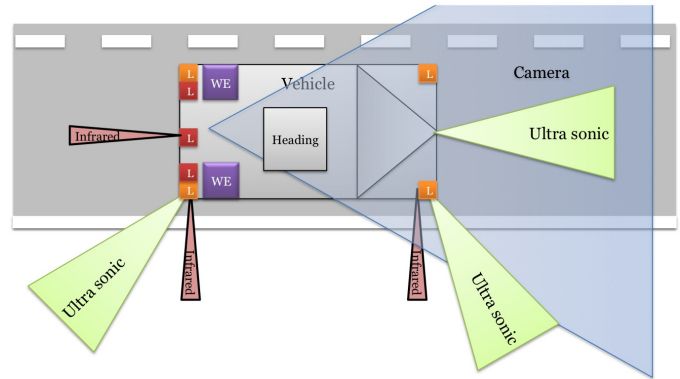 L
L
WE
Vehicle
L
Camera
Infrared
L
Heading
Ultra sonic
L
L
WE
L
Ultra sonic
Infrared
Infrared
Ultra sonic